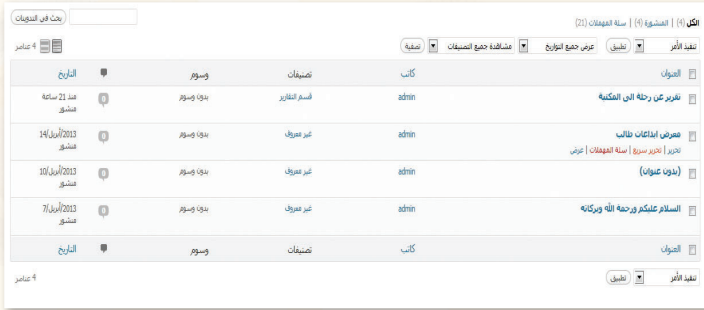 الكل (4) | المنشورة (4) | سلة المهملات (21)
بحث في التدوينات
تنفيذ الأمر تطبيق عرض جميع التواريخ مشاهدة جميع التصنيفات تصفية 4 عناصر
العنوان كاتب تصنيفات وسوم التاريخ
تقرير عن رحلة الى المكتبة admin قسم التقارير بدون وسوم 0 منذ 21 ساعة
منشور
معرض ابداعات طالب admin غير معروف بدون وسوم 0 2013/أبريل/14
تحرير | تحرير سريع | سلة المهملات | عرض منشور
(بدون عنوان) admin غير معروف بدون وسوم 0 2013/أبريل/10
منشور
السلام عليكم ورحمة الله وبركاته admin غير معروف بدون وسوم 0 2013/أبريل/7
منشور
العنوان كاتب تصنيفات وسوم التاريخ
تنفيذ الأمر تطبيق 4 عناصر